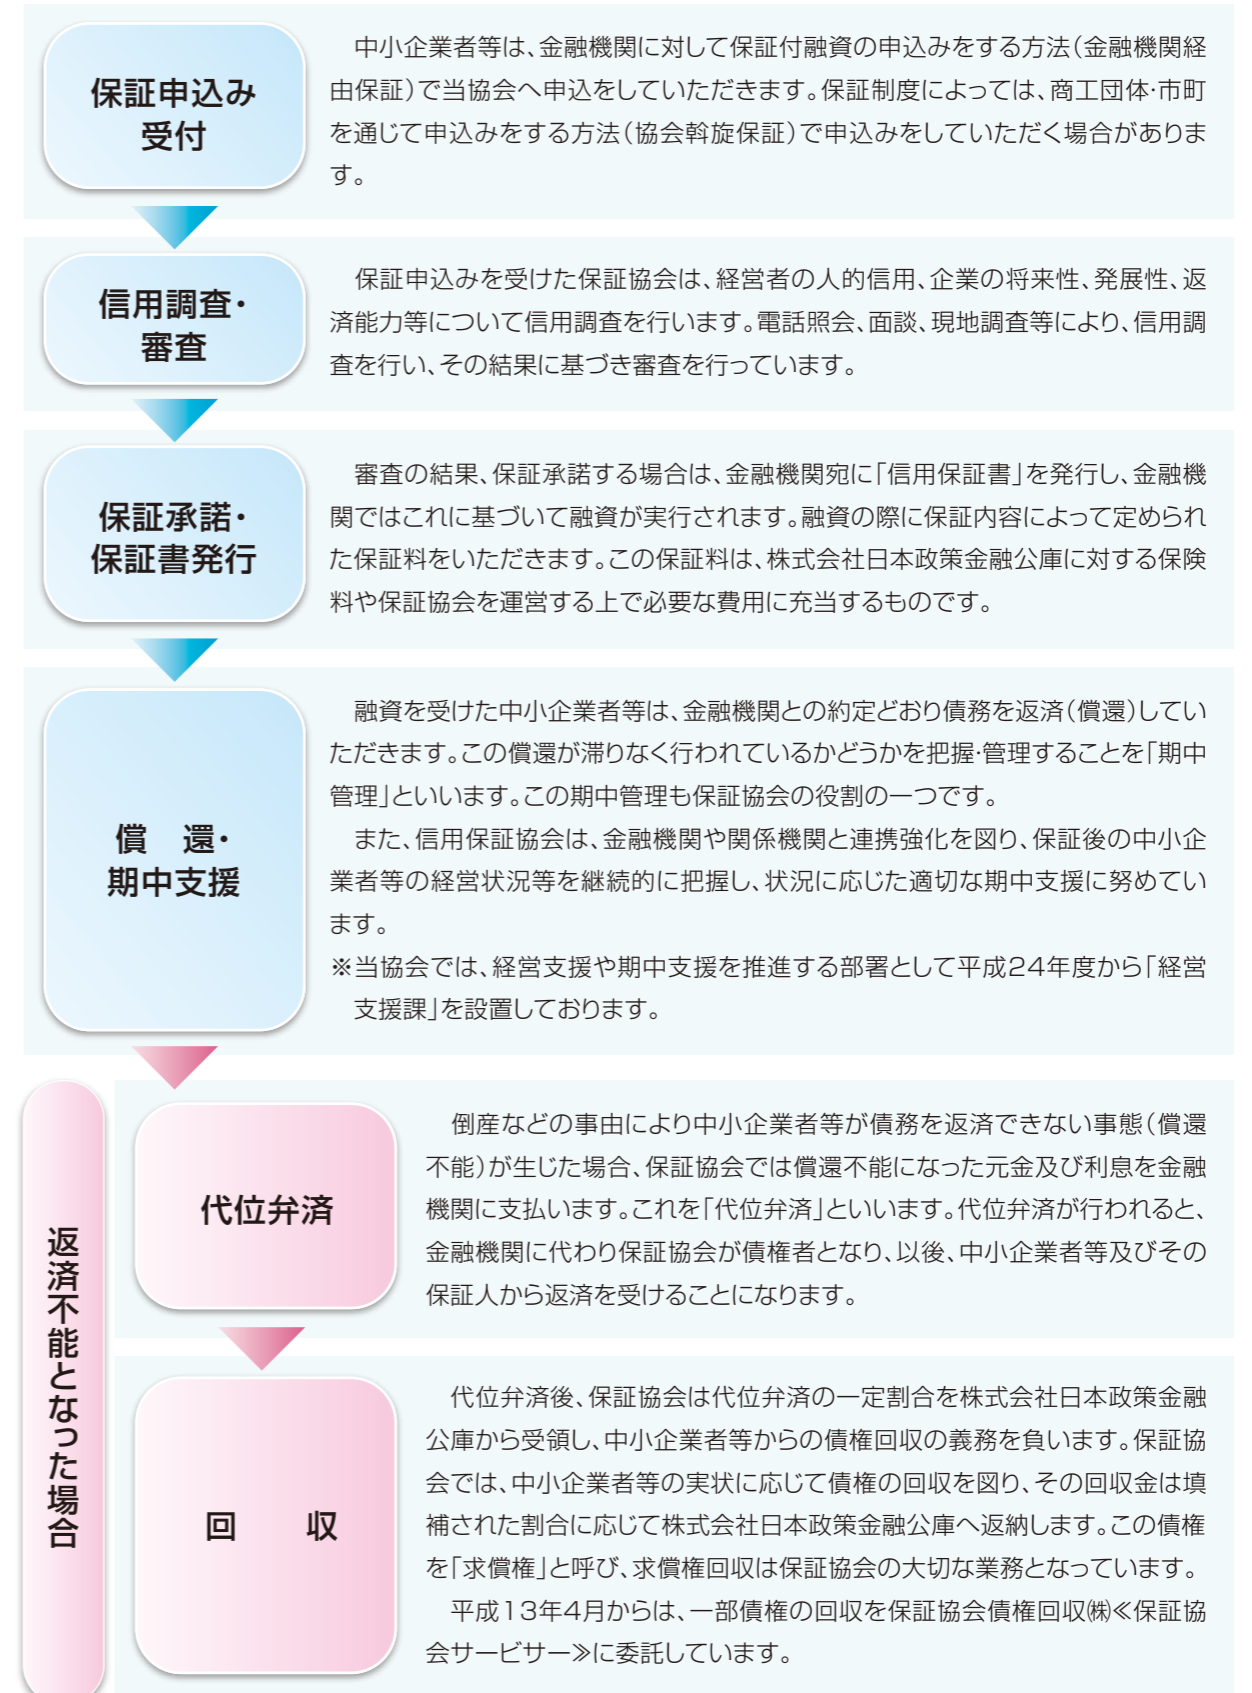 保証申込み
受付
　中小企業者等は、金融機関に対して保証付融資の申込みをする方法（金融機関経
由保証）で当協会へ申込をしていただきます。保証制度によっては、商工団体・市町
を通じて申込みをする方法（協会斡旋保証）で申込みをしていただく場合がありま
す。
信用調査・
審査
　保証申込みを受けた保証協会は、経営者の人的信用、企業の将来性、発展性、返
済能力等について信用調査を行います。電話照会、面談、現地調査等により、信用調
査を行い、その結果に基づき審査を行っています。
保証承諾・
保証書発行
　審査の結果、保証承諾する場合は、金融機関宛に「信用保証書」を発行し、金融機
関ではこれに基づいて融資が実行されます。融資の際に保証内容によって定められ
た保証料をいただきます。この保証料は、株式会社日本政策金融公庫に対する保険
料や保証協会を運営する上で必要な費用に充当するものです。
償　還・
期中支援
　融資を受けた中小企業者等は、金融機関との約定どおり債務を返済（償還）してい
ただきます。この償還が滞りなく行われているかどうかを把握・管理することを「期中
管理」といいます。この期中管理も保証協会の役割の一つです。
　また、信用保証協会は、金融機関や関係機関と連携強化を図り、保証後の中小企
業者等の経営状況等を継続的に把握し、状況に応じた適切な期中支援に努めてい
ます。
※当協会では、経営支援や期中支援を推進する部署として平成24年度から「経営
支援課」を設置しております。
返済不能となった場合
代位弁済
　倒産などの事由により中小企業者等が債務を返済できない事態（償還
不能）が生じた場合、保証協会では償還不能になった元金及び利息を金融
機関に支払います。これを「代位弁済」といいます。代位弁済が行われると、
金融機関に代わり保証協会が債権者となり、以後、中小企業者等及びその
保証人から返済を受けることになります。
回　　収
　代位弁済後、保証協会は代位弁済の一定割合を株式会社日本政策金融
公庫から受領し、中小企業者等からの債権回収の義務を負います。保証協
会では、中小企業者等の実状に応じて債権の回収を図り、その回収金は填
補された割合に応じて株式会社日本政策金融公庫へ返納します。この債権
を「求償権」と呼び、求償権回収は保証協会の大切な業務となっています。
　平成13年4月からは、一部債権の回収を保証協会債権回収㈱≪保証協
会サービサー≫に委託しています。